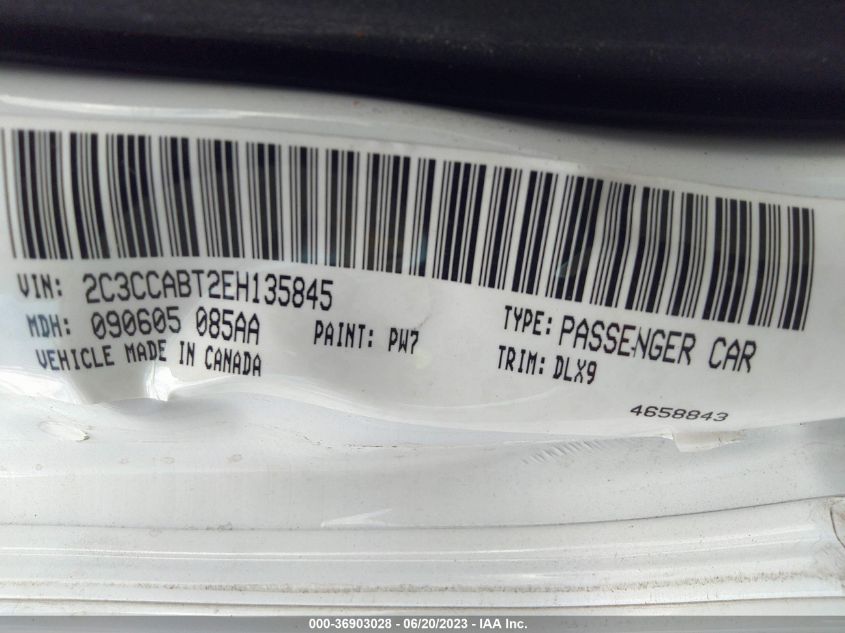 VIN: 2C3CCABT2EH135845
MDH: 090605 085AA
PAINT: PW7
VEHICLE MADE IN CANADA
TYPE: PASSENGER CAR
TRIM: DLX9
4658843
000-36903028 - 06/20/2023 - IAA Inc.